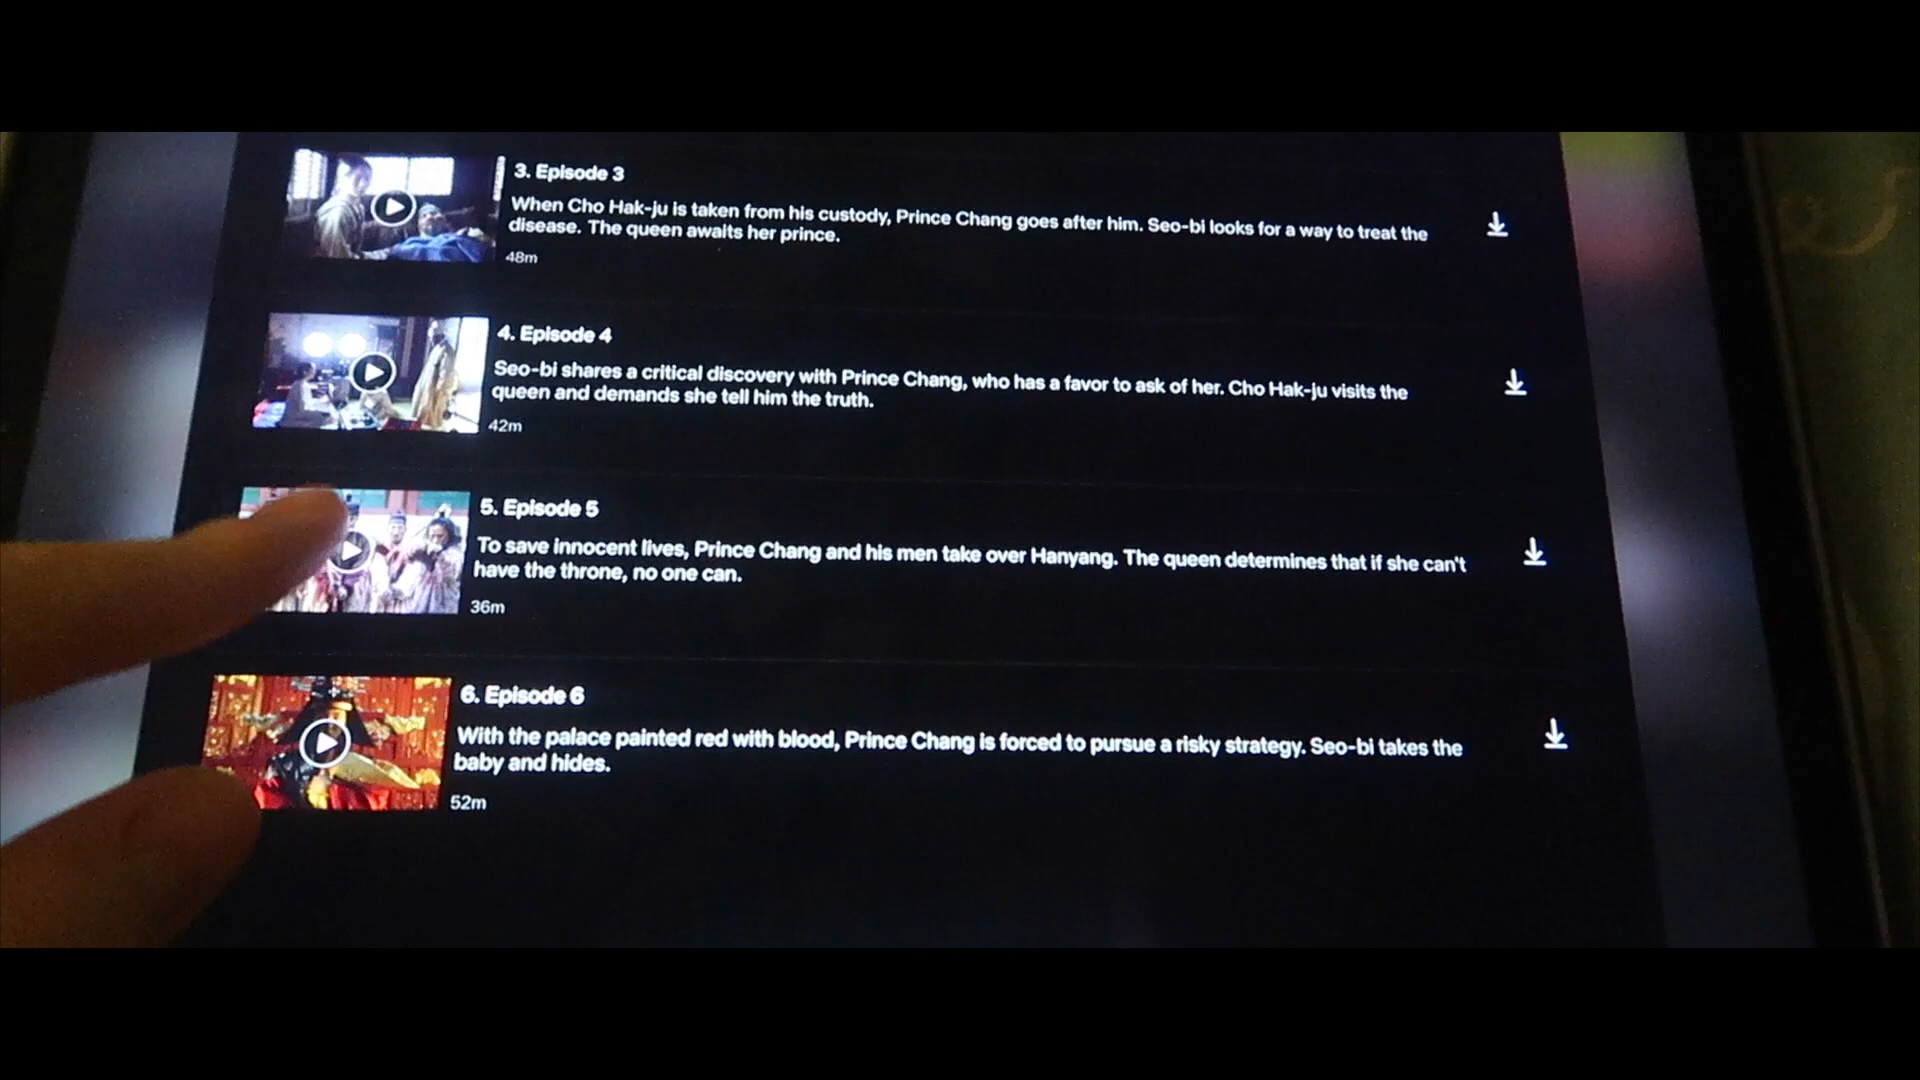 3. Episode 3
When Cho Hak-ju is taken from his custody, Prince Chang goes after him. Seo-bi looks for a way to treat the
disease. The queen awaits her prince.
48m
4. Episode 4
Seo-bi shares a critical discovery with Prince Chang, who has a favor to ask of her. Cho Hak-ju visits the
queen and demands she tell him the truth.
42m
5. Episode 5
To save innocent lives, Prince Chang and his men take over Hanyang. The queen determines that if she can't
have the throne, no one can.
36m
6. Episode 6
With the palace painted red with blood, Prince Chang is forced to pursue a risky strategy. Seo-bi takes the
baby and hides.
52m